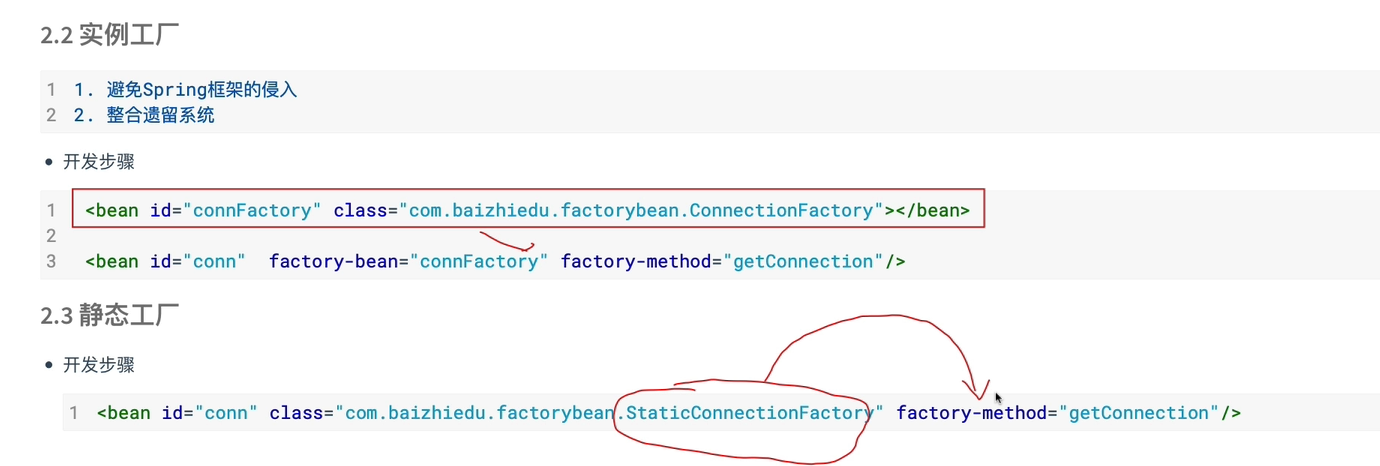 2.2 实例工厂
1 1. 避免Spring框架的侵入
2 2. 整合遗留系统
• 开发步骤
1 <bean id="connFactory" class="com.baizhiedu.factorybean.ConnectionFactory"></bean>
2
3 <bean id="conn"  factory-bean="connFactory" factory-method="getConnection"/>
2.3 静态工厂
• 开发步骤
1 <bean id="conn" class="com.baizhiedu.factorybean.StaticConnectionFactory" factory-method="getConnection"/>